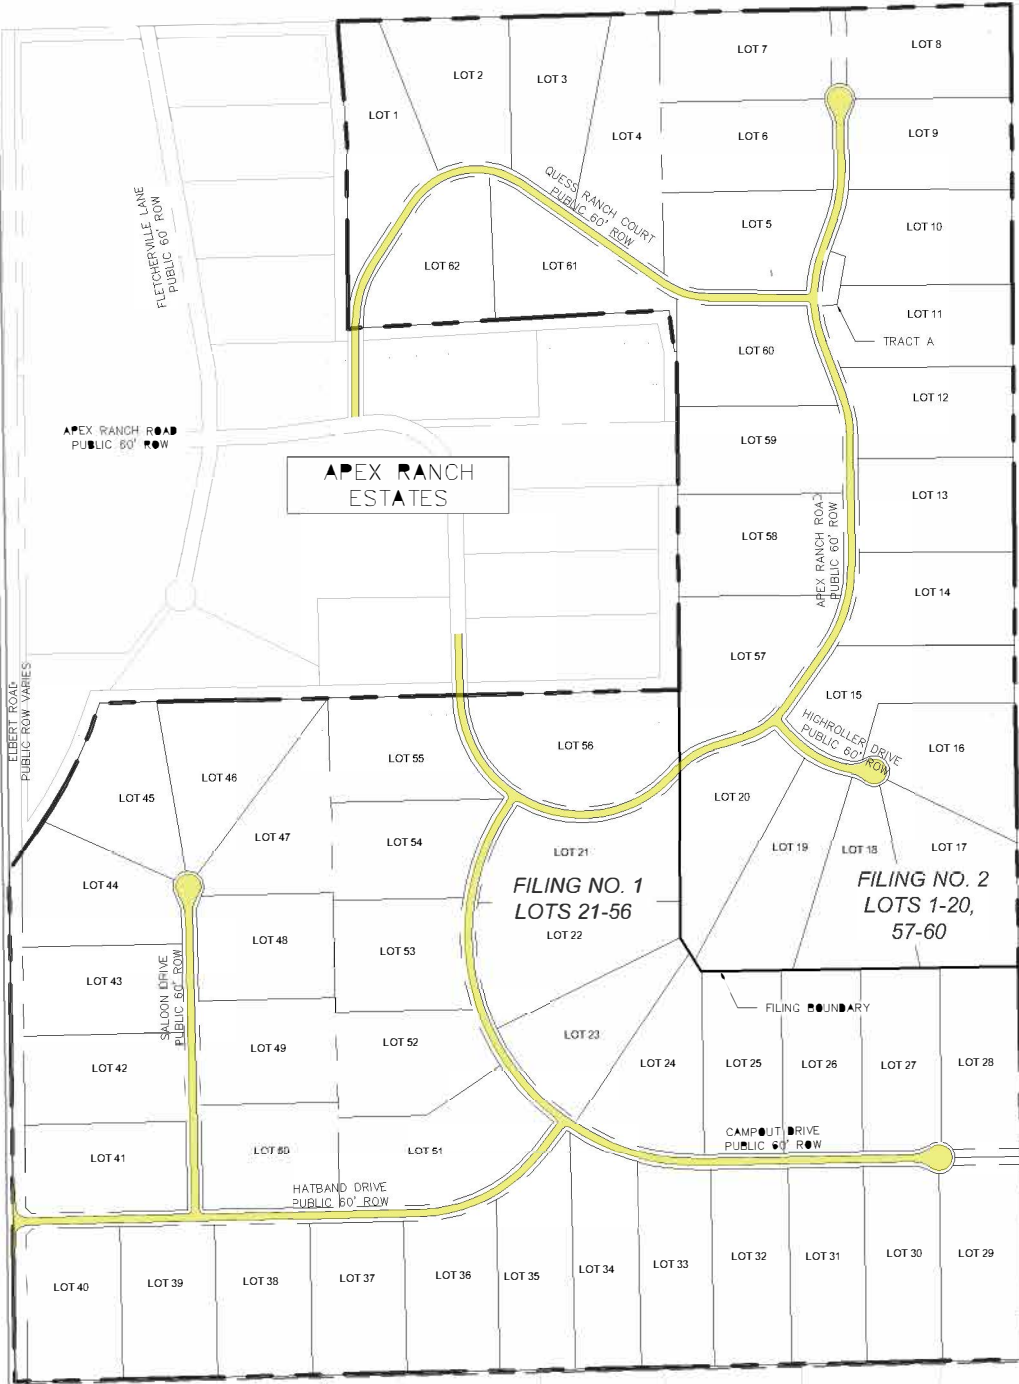 LOT 7
LOT 8
LOT 2
LOT 3
LOT 1
LOT 4
LOT 6
LOT 9
QUESS RANCH COURT
PUBLIC 60' ROW
FLETCHERVILLE LANE
PUBLIC 60' ROW
LOT 5
LOT 10
LOT 62
LOT 61
LOT 11
TRACT A
LOT 60
LOT 12
APEX RANCH ROAD
PUBLIC 60' ROW
LOT 59
APEX RANCH
ESTATES
LOT 13
LOT 58
APEX RANCH ROAD
PUBLIC 60' ROW
LOT 14
LOT 57
ELBERT ROAD
PUBLIC ROW VARIES
LOT 15
HIGHROLLER DRIVE
PUBLIC 60' ROW
LOT 16
LOT 56
LOT 55
LOT 46
LOT 45
LOT 20
LOT 47
LOT 54
LOT 21
LOT 19
LOT 18
LOT 17
LOT 44
FILING NO. 1
LOTS 21-56
FILING NO. 2
LOTS 1-20,
57-60
LOT 48
LOT 53
LOT 22
LOT 43
SALOON DRIVE
PUBLIC 60' ROW
FILING BOUNDARY
LOT 42
LOT 49
LOT 52
LOT 23
LOT 24
LOT 25
LOT 26
LOT 27
LOT 28
CAMPOUT DRIVE
PUBLIC 60' ROW
LOT 41
LOT 50
LOT 51
HATBAND DRIVE
PUBLIC 60' ROW
LOT 40
LOT 39
LOT 38
LOT 37
LOT 36
LOT 35
LOT 34
LOT 33
LOT 32
LOT 31
LOT 30
LOT 29